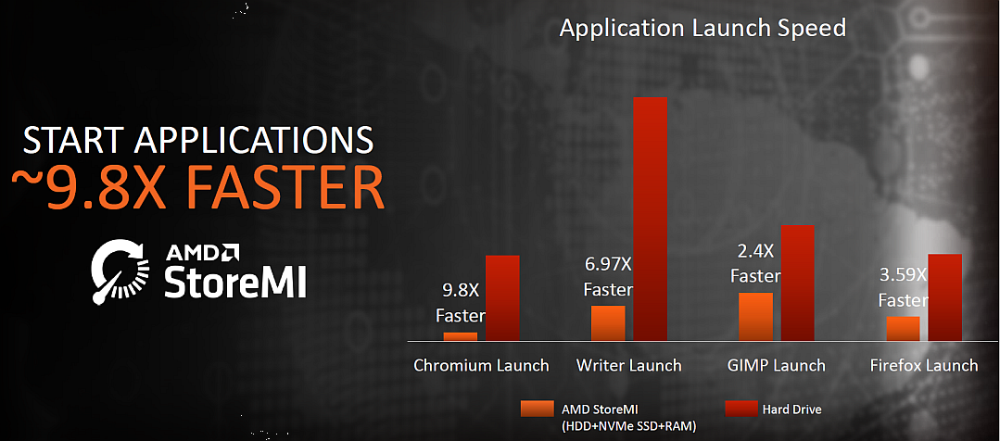 Application Launch Speed
START APPLICATIONS
~9.8X FASTER
AMD
StoreMI
9.8X
Faster
6.97X
Faster
2.4X
Faster
3.59X
Faster
Chromium Launch
Writer Launch
GIMP Launch
Firefox Launch
AMD StoreMI
(HDD+NVMe SSD+RAM)
Hard Drive